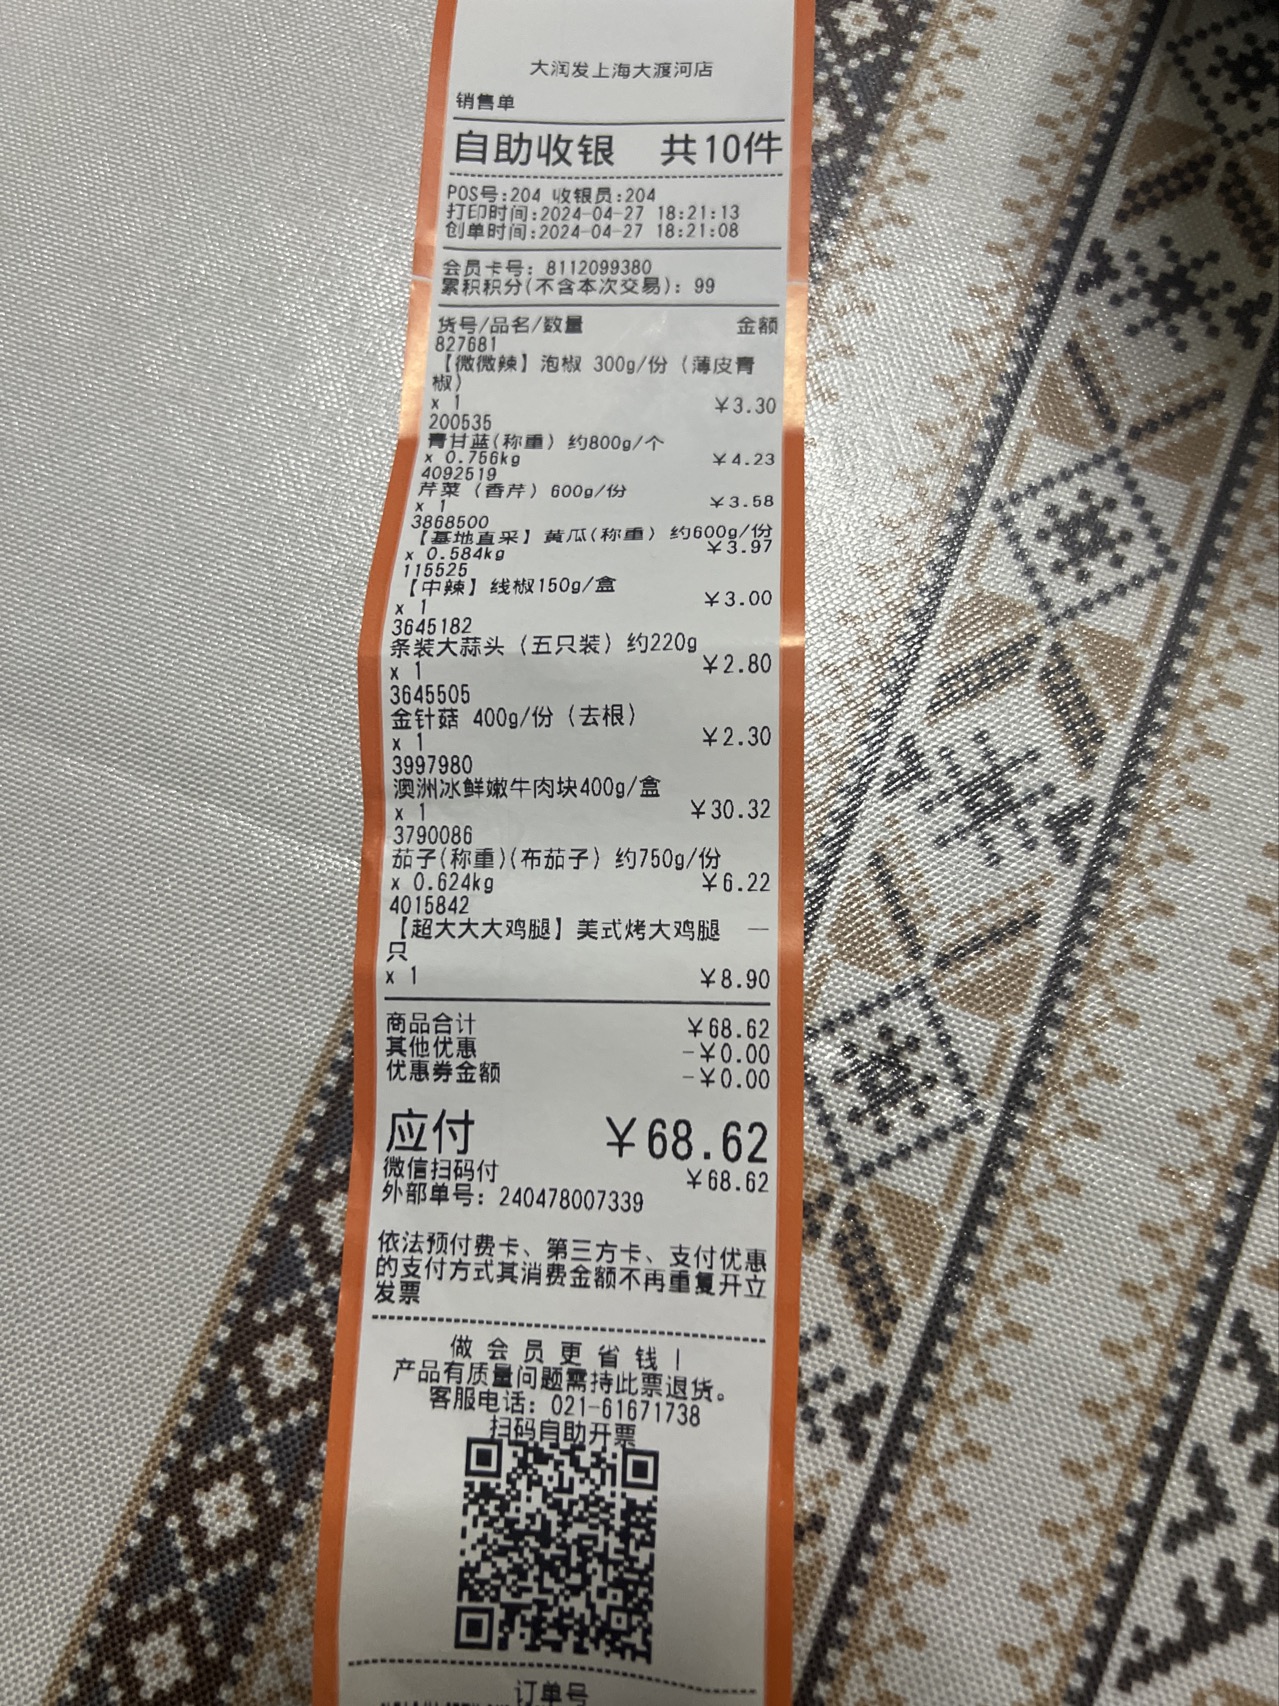 大润发上海大渡河店
销售单
自助收银 共10件
POS号:204 收银员:204
打印时间:2024-04-27 18:21:13
创单时间:2024-04-27 18:21:08
会员卡号: 8112099380
累积积分(不含本次交易): 99
货号/品名/数量 金额
827681
【微微辣】泡椒 300g/份（薄皮青
椒）
x 1 ¥3.30
200535
青甘蓝(称重) 约800g/个
x 0.756kg ¥4.23
4092519
芹菜（香芹）600g/份
x 1 ¥3.58
3868500
【基地直采】黄瓜(称重) 约600g/份
x 0.584kg ¥3.97
115525
【中辣】线椒150g/盒
x 1 ¥3.00
3645182
条装大蒜头（五只装）约220g
x 1 ¥2.80
3645505
金针菇 400g/份（去根）
x 1 ¥2.30
3997980
澳洲冰鲜嫩牛肉块400g/盒
x 1 ¥30.32
3790086
茄子(称重)(布茄子) 约750g/份
x 0.624kg ¥6.22
4015842
【超大大大鸡腿】美式烤大鸡腿 一
只
x 1 ¥8.90
商品合计 ¥68.62
其他优惠 -¥0.00
优惠券金额 -¥0.00
应付 ¥68.62
微信扫码付 ¥68.62
外部单号: 240478007339
依法预付费卡、第三方卡、支付优惠
的支付方式其消费金额不再重复开立
发票
做会员更省钱！
产品有质量问题需持此票退货。
客服电话: 021-61671738
扫码自助开票
订单号